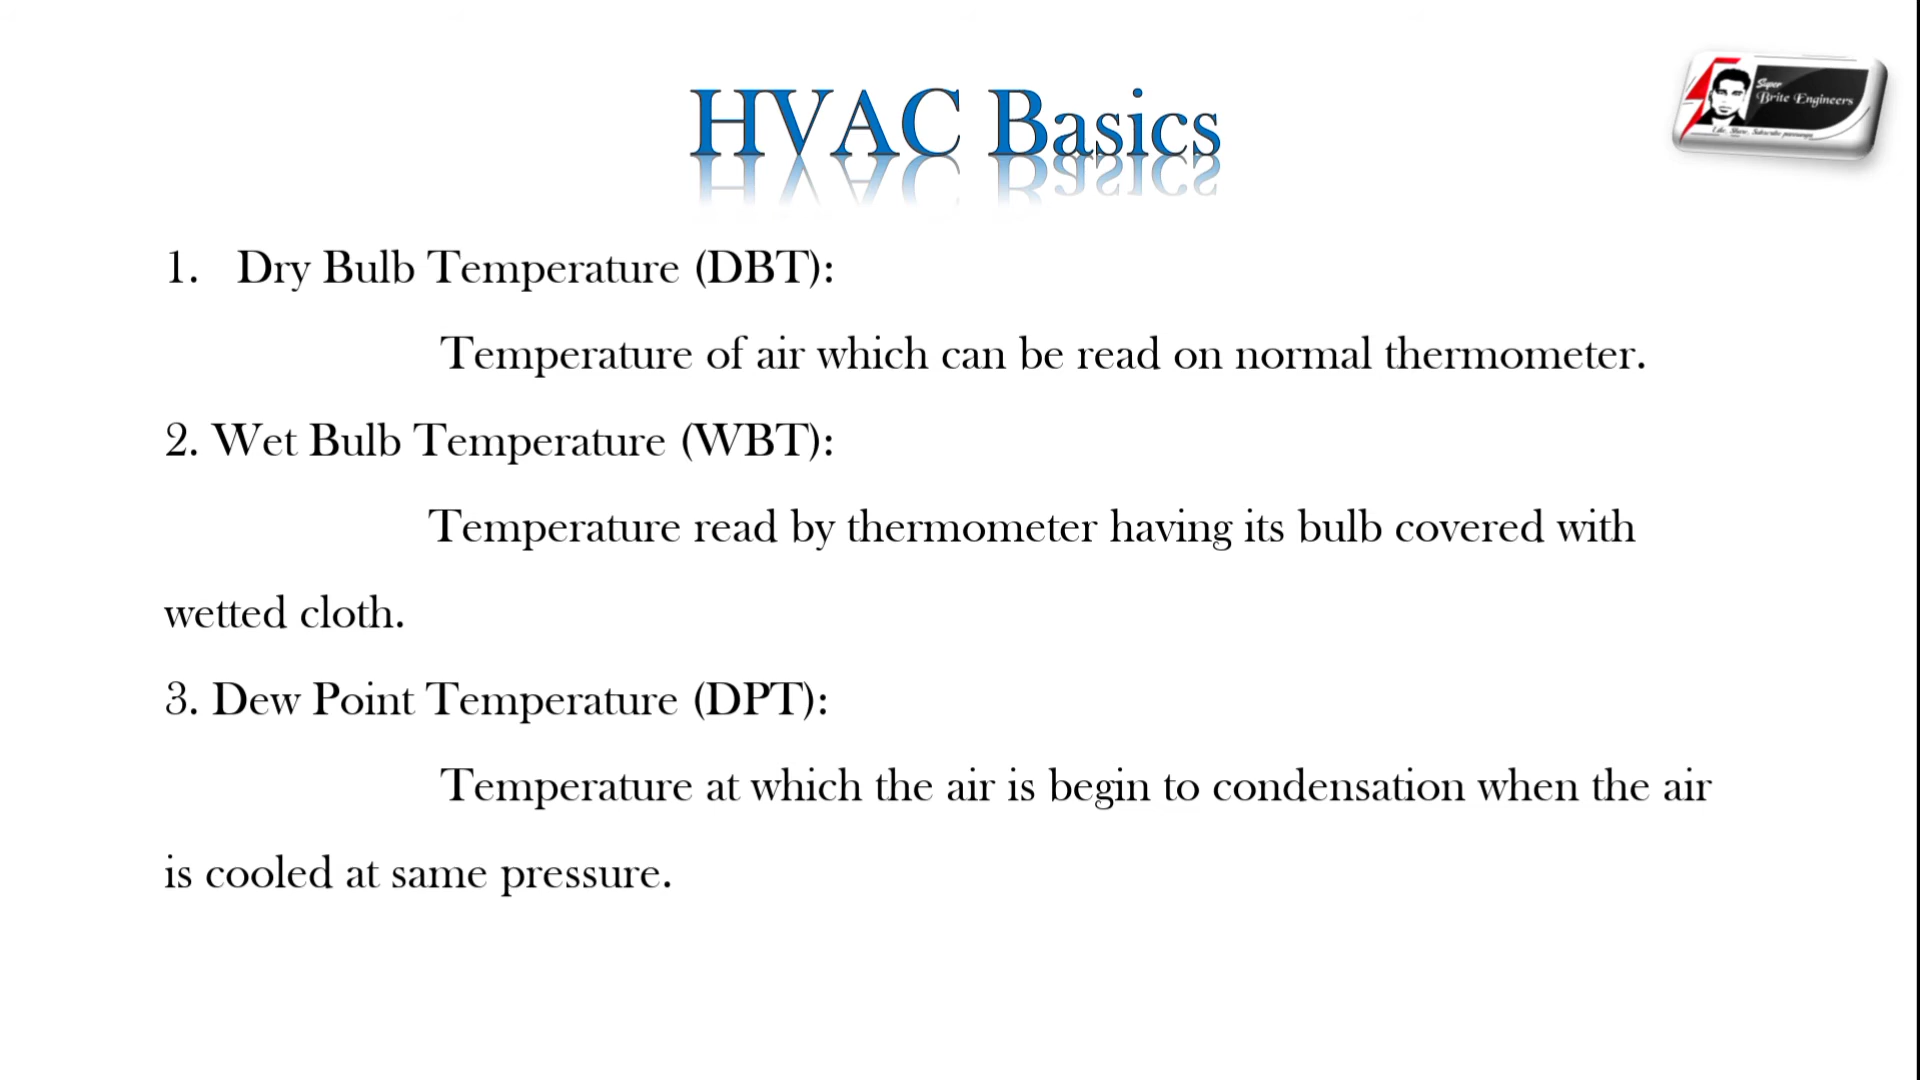 HVAC Basics
Super
Brite Engineers
1. Dry Bulb Temperature (DBT):
Temperature of air which can be read on normal thermometer.
2. Wet Bulb Temperature (WBT):
Temperature read by thermometer having its bulb covered with
wetted cloth.
3. Dew Point Temperature (DPT):
Temperature at which the air is begin to condensation when the air
is cooled at same pressure.